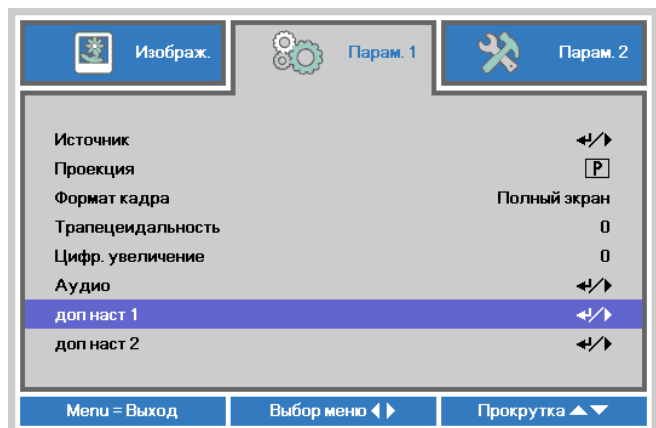 Изображ. Парам. 1 Парам. 2
Источник
Проекция P
Формат кадра Полный экран
Трапецеидальность 0
Цифр. увеличение 0
Аудио
доп наст 1
доп наст 2
Menu = Выход Выбор меню Прокрутка